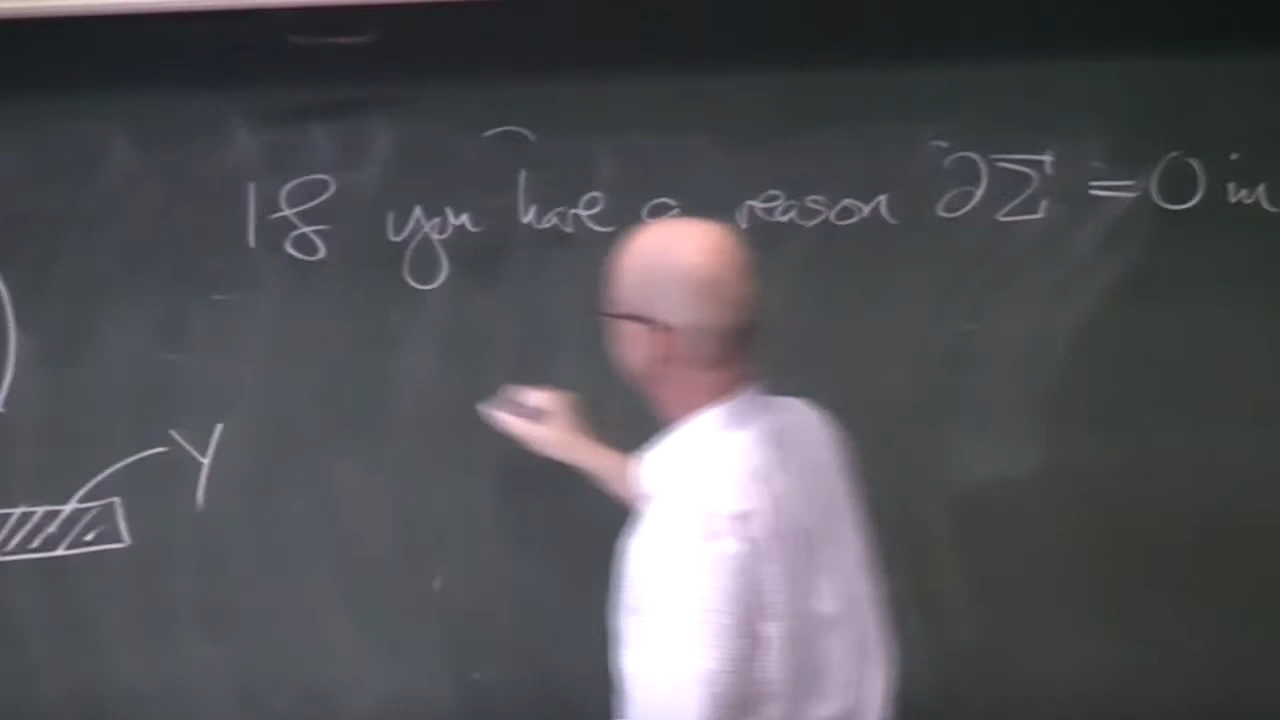 If you have a reason ∂Σ = 0 in
Y